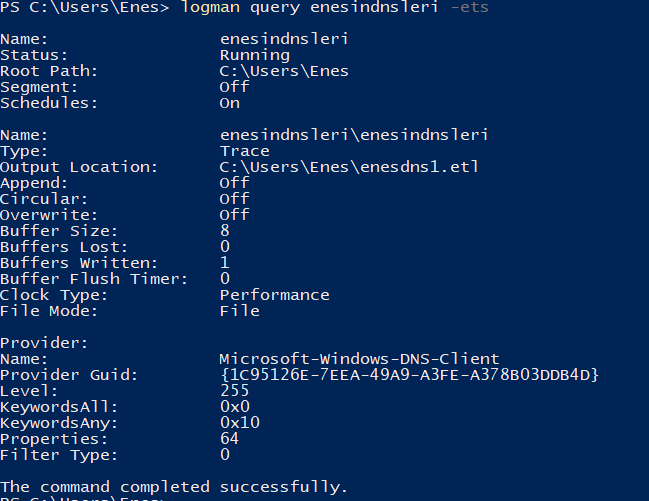 PS C:\Users\Enes> logman query enesindnsleri -ets
Name: enesindnsleri
Status: Running
Root Path: C:\Users\Enes
Segment: Off
Schedules: On
Name: enesindnsleri\enesindnsleri
Type: Trace
Output Location: C:\Users\Enes\enesdns1.etl
Append: Off
Circular: Off
Overwrite: Off
Buffer Size: 8
Buffers Lost: 0
Buffers Written: 1
Buffer Flush Timer: 0
Clock Type: Performance
File Mode: File
Provider:
Name: Microsoft-Windows-DNS-Client
Provider Guid: {1C95126E-7EEA-49A9-A3FE-A378B03DDB4D}
Level: 255
KeywordsAll: 0x0
KeywordsAny: 0x10
Properties: 64
Filter Type: 0
The command completed successfully.
PS C:\Users\Enes>